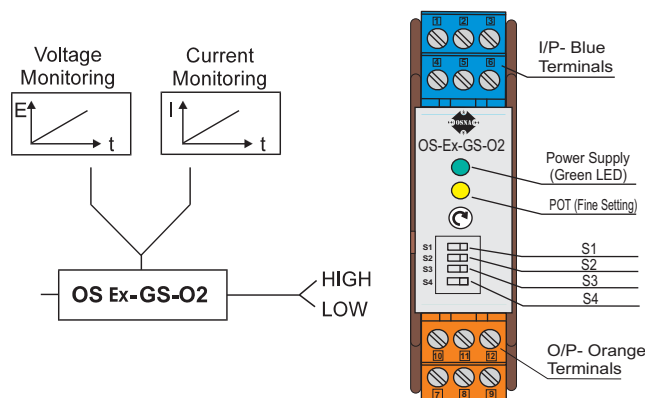 Voltage
Monitoring
Current
Monitoring
E
t
I
t
OS Ex-GS-O2
HIGH
LOW
1 2 3
4 5 6
OSNA
OS-Ex-GS-O2
S1
S2
S3
S4
10 11 12
7 8 9
I/P- Blue
Terminals
Power Supply
(Green LED)
POT (Fine Setting)
S1
S2
S3
S4
O/P- Orange
Terminals